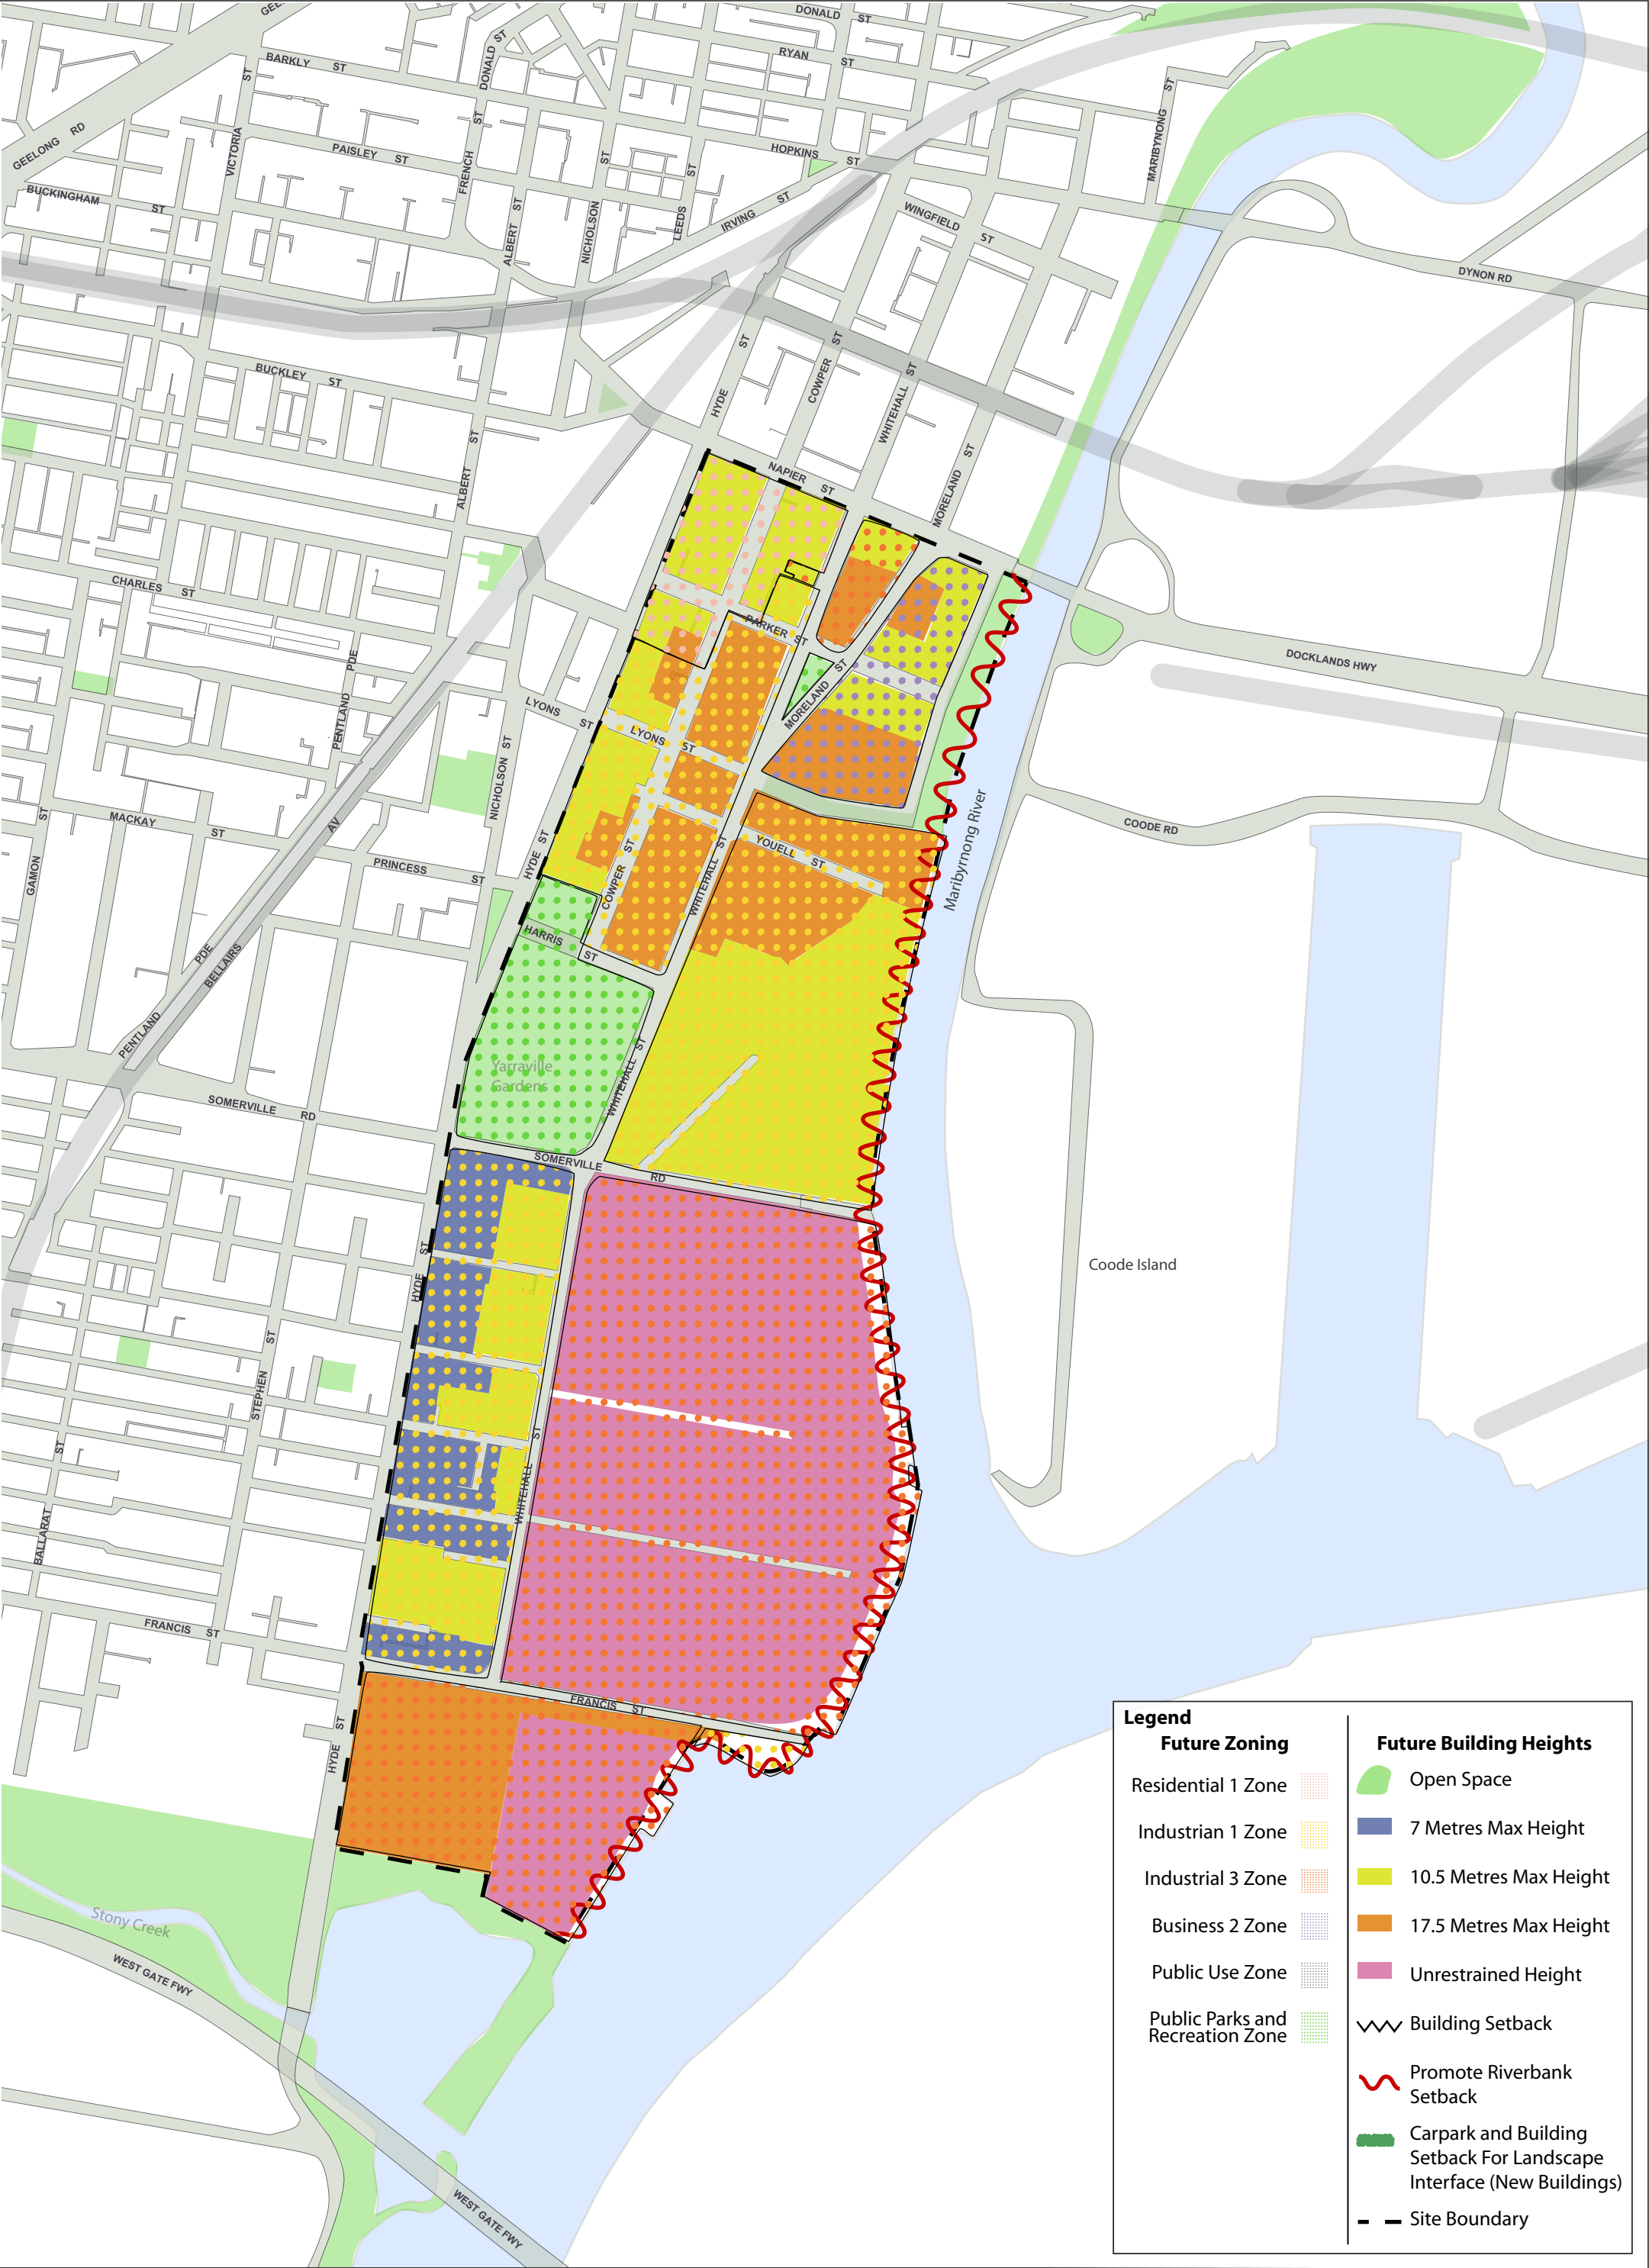 GEE
DONALD ST
BARKLY ST
DONALD ST
RYAN ST
ST
ST
GEELONG RD
VICTORIA
PAISLEY ST
FRENCH
ST
HOPKINS ST
MARIBYNONG
ST
BUCKINGHAM ST
ALBERT ST
NICHOLSON
LEEDS
IRVING ST
WINGFIELD ST
DYNON RD
BUCKLEY ST
HYDE ST
COWPER ST
WHITEHALL ST
ALBERT ST
NAPIER ST
MORELAND ST
CHARLES ST
PARKER ST
PENTLAND PDE
LYONS ST
LYONS ST
MORELAND ST
DOCKLANDS HWY
NICHOLSON ST
MACKAY ST
AV
PRINCESS ST
HYDE ST
COWPER ST
WHITEHALL ST
YOUELL ST
Maribyrnong River
COODE RD
GAMON ST
HARRIS ST
PDE
BELLAIRS
PENTLAND
Yarraville
Gardens
WHITEHALL ST
SOMERVILLE RD
SOMERVILLE RD
HYDE ST
Coode Island
STEPHEN ST
WHITEHALL ST
BALLARAT ST
FRANCIS ST
FRANCIS ST
HYDE ST
Stony Creek
WEST GATE FWY
WEST GATE FWY
Legend
Future Zoning
Residential 1 Zone
Industrian 1 Zone
Industrial 3 Zone
Business 2 Zone
Public Use Zone
Public Parks and
Recreation Zone
Future Building Heights
Open Space
7 Metres Max Height
10.5 Metres Max Height
17.5 Metres Max Height
Unrestrained Height
Building Setback
Promote Riverbank
Setback
Carpark and Building
Setback For Landscape
Interface (New Buildings)
Site Boundary